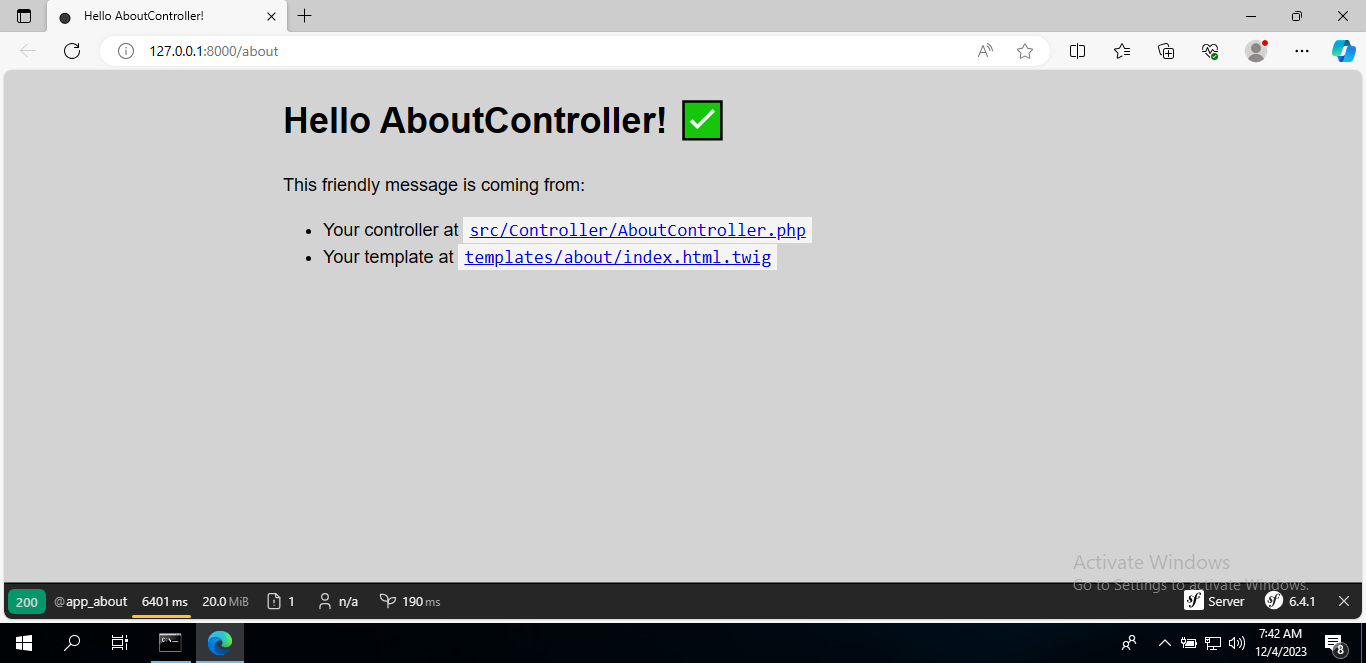 Hello AboutController!
127.0.0.1:8000/about
Hello AboutController! ✅
This friendly message is coming from:
• Your controller at src/Controller/AboutController.php
• Your template at templates/about/index.html.twig
Activate Windows
Go to Settings to activate Windows.
200 @app_about 6401 ms 20.0 MiB 1 n/a 190 ms sf Server sf 6.4.1
7:42 AM
12/4/2023
8